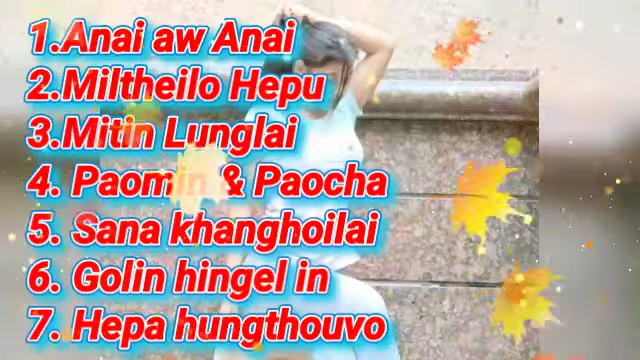 1.Anai aw Anai
2.Miltheilo Hepu
3.Mitin Lunglai
4. Paomin & Paocha
5. Sana khanghoilai
6. Golin hingel in
7. Hepa hungthouvo